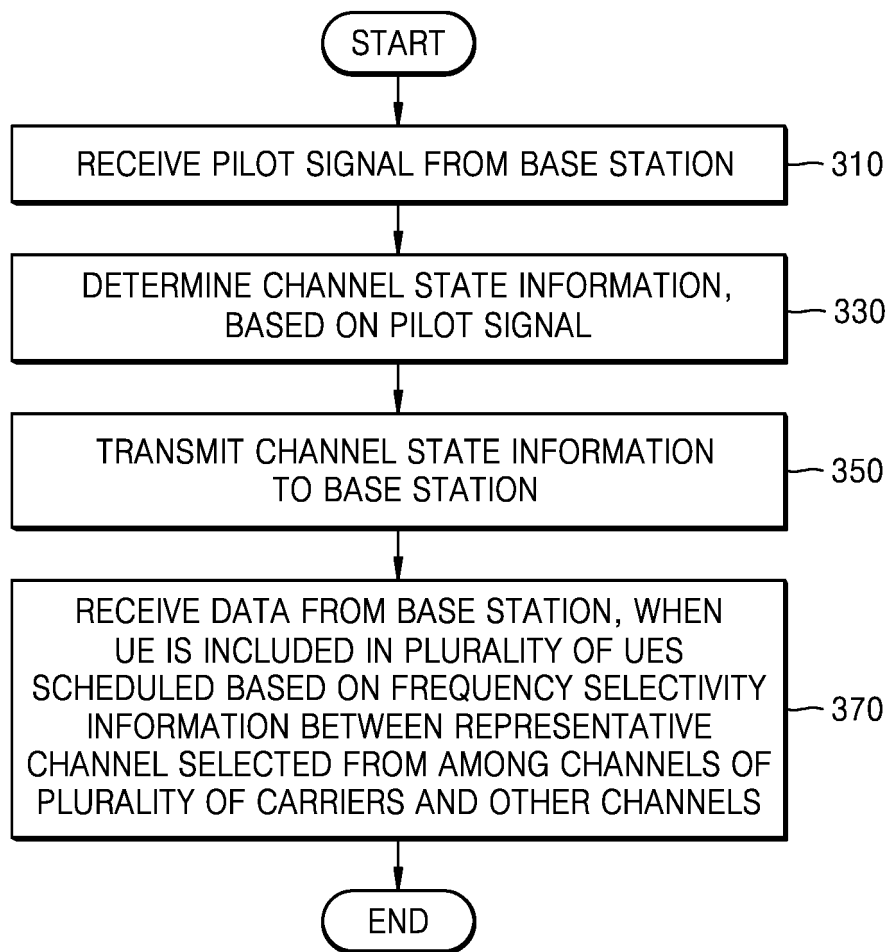 START
RECEIVE PILOT SIGNAL FROM BASE STATION
310
DETERMINE CHANNEL STATE INFORMATION,
BASED ON PILOT SIGNAL
330
TRANSMIT CHANNEL STATE INFORMATION
TO BASE STATION
350
RECEIVE DATA FROM BASE STATION, WHEN
UE IS INCLUDED IN PLURALITY OF UES
SCHEDULED BASED ON FREQUENCY SELECTIVITY
INFORMATION BETWEEN REPRESENTATIVE
CHANNEL SELECTED FROM AMONG CHANNELS OF
PLURALITY OF CARRIERS AND OTHER CHANNELS
370
END